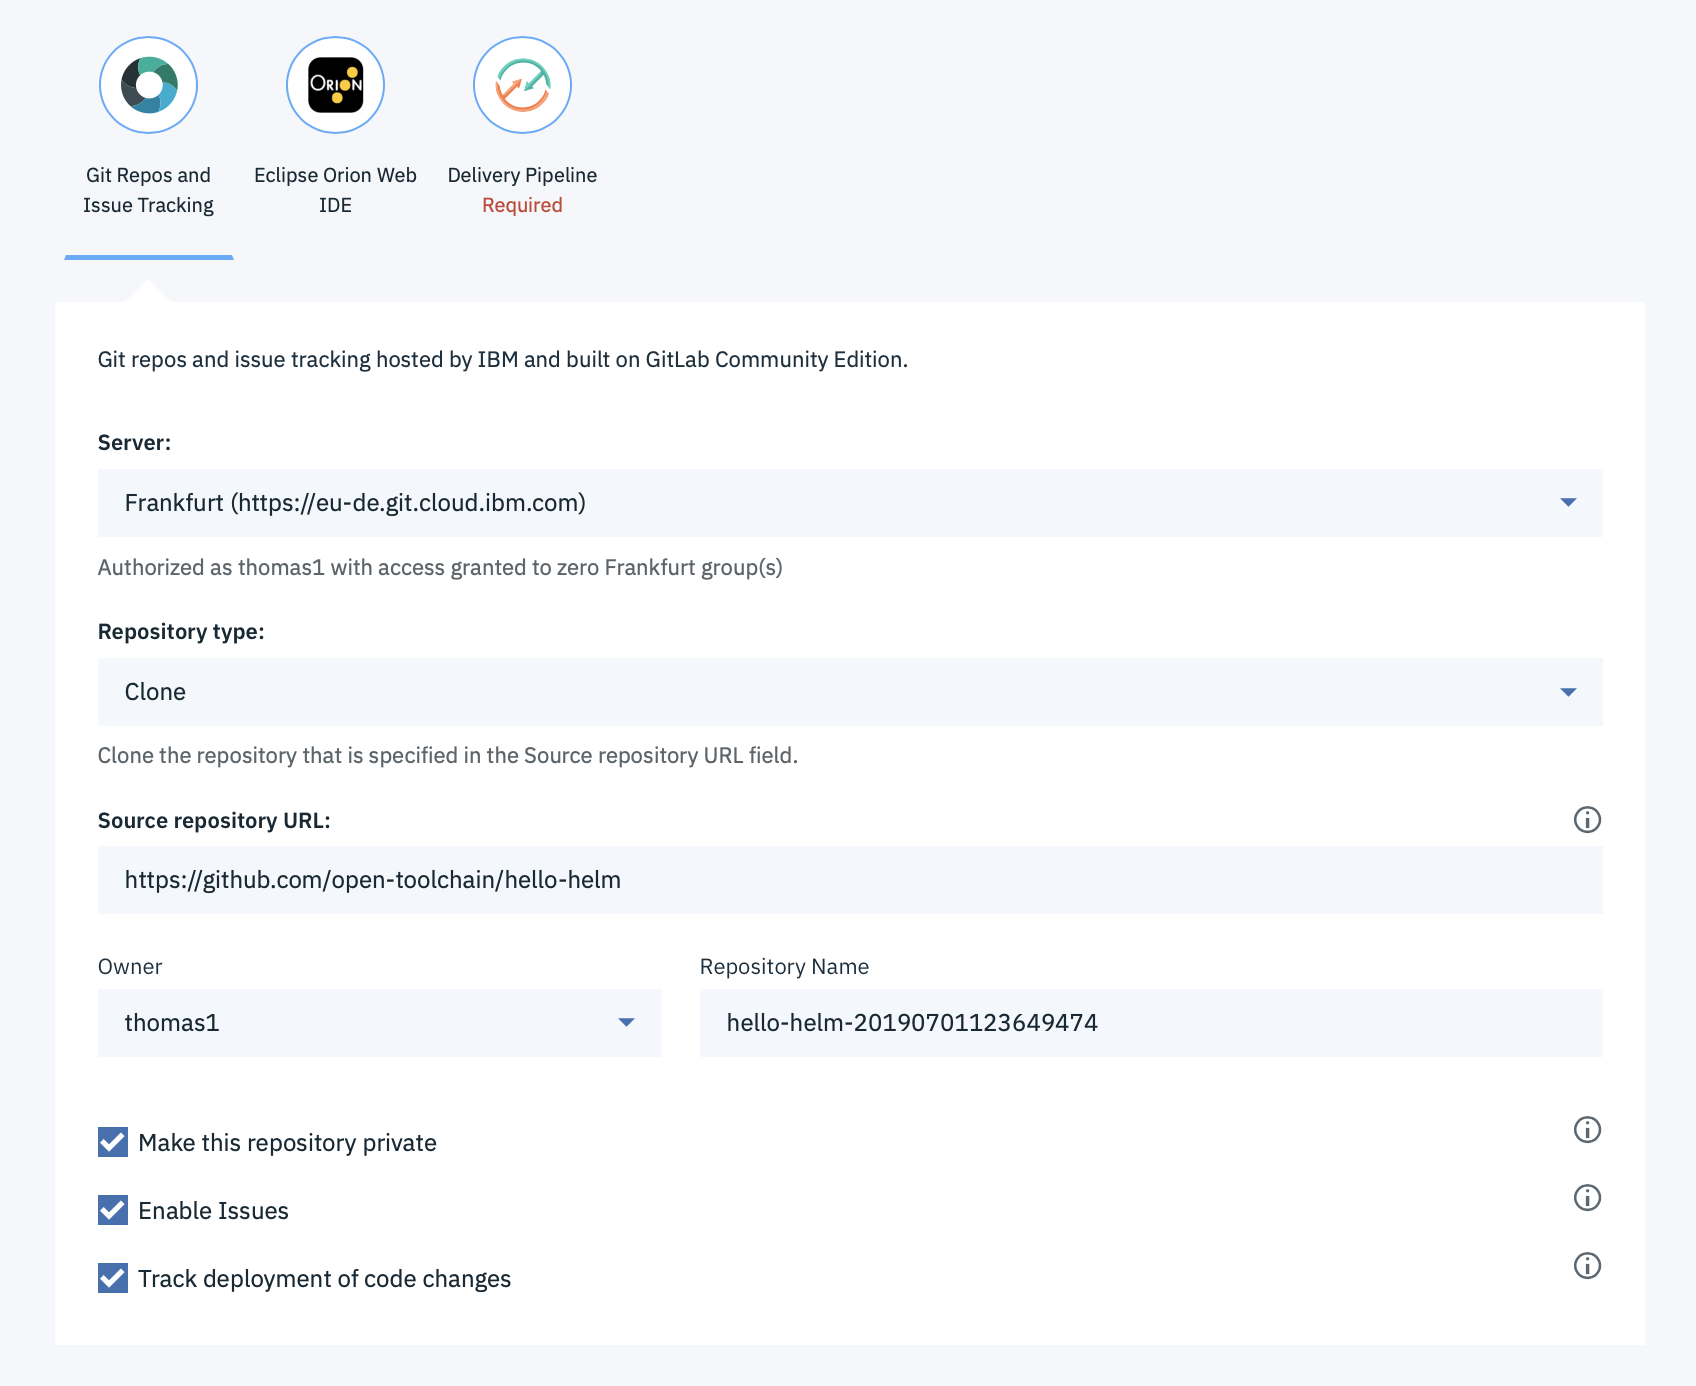 ORION
Git Repos and
Issue Tracking
Eclipse Orion Web
IDE
Delivery Pipeline
Required
Git repos and issue tracking hosted by IBM and built on GitLab Community Edition.
Server:
Frankfurt (https://eu-de.git.cloud.ibm.com)
Authorized as thomas1 with access granted to zero Frankfurt group(s)
Repository type:
Clone
Clone the repository that is specified in the Source repository URL field.
Source repository URL:
https://github.com/open-toolchain/hello-helm
Owner
Repository Name
thomas1
hello-helm-20190701123649474
Make this repository private
Enable Issues
Track deployment of code changes